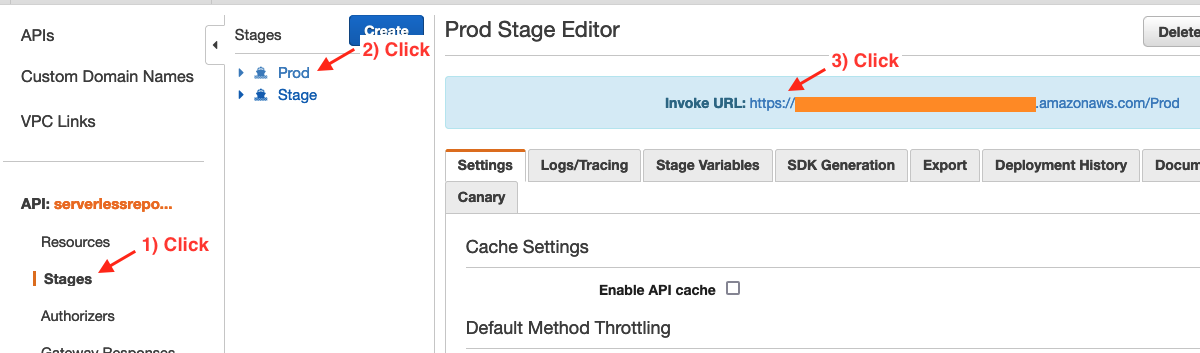 APIs
Custom Domain Names
VPC Links
API: serverlessrepo...
Resources
1) Click
Stages
Authorizers
Gateway Responses
Stages
Create
2) Click
Prod
Stage
Prod Stage Editor
Delete
3) Click
Invoke URL: https:// .amazonaws.com/Prod
Settings
Logs/Tracing
Stage Variables
SDK Generation
Export
Deployment History
Docum
Canary
Cache Settings
Enable API cache
Default Method Throttling